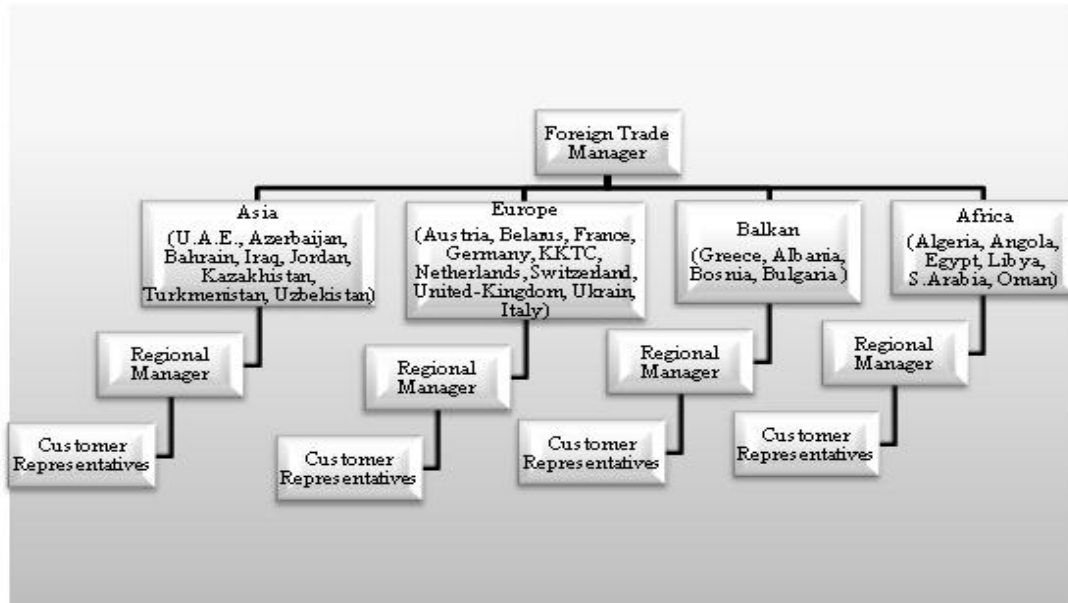 Foreign Trade
Manager
Asia
(U.A.E., Azerbaijan,
Bahrain, Iraq, Jordan,
Kazakhistan,
Turkmenistan, Uzbekistan)
Regional
Manager
Customer
Representatives
Europe
(Austria, Belarus, France,
Germany, KKTC,
Netherlands, Switzerland,
United-Kingdom, Ukrain,
Italy)
Regional
Manager
Customer
Representatives
Balkan
(Greece, Albania,
Bosnia, Bulgaria )
Regional
Manager
Customer
Representatives
Africa
(Algeria, Angola,
Egypt, Libya,
S.Arabia, Oman)
Regional
Manager
Customer
Representatives